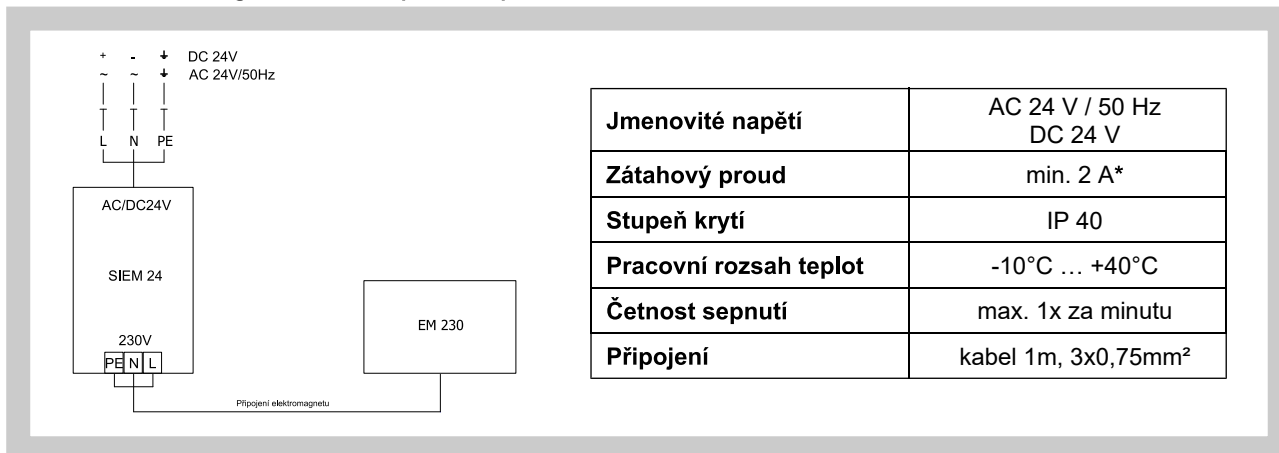 + - ⏚ DC 24V
~ ~ ⏚ AC 24V/50Hz
L N PE
AC/DC24V
SIEM 24
230V
PE N L
EM 230
Připojení elektromagnetu
Jmenovité napětí
AC 24 V / 50 Hz
DC 24 V
Zátahový proud
min. 2 A*
Stupeň krytí
IP 40
Pracovní rozsah teplot
-10°C … +40°C
Četnost sepnutí
max. 1x za minutu
Připojení
kabel 1m, 3x0,75mm²